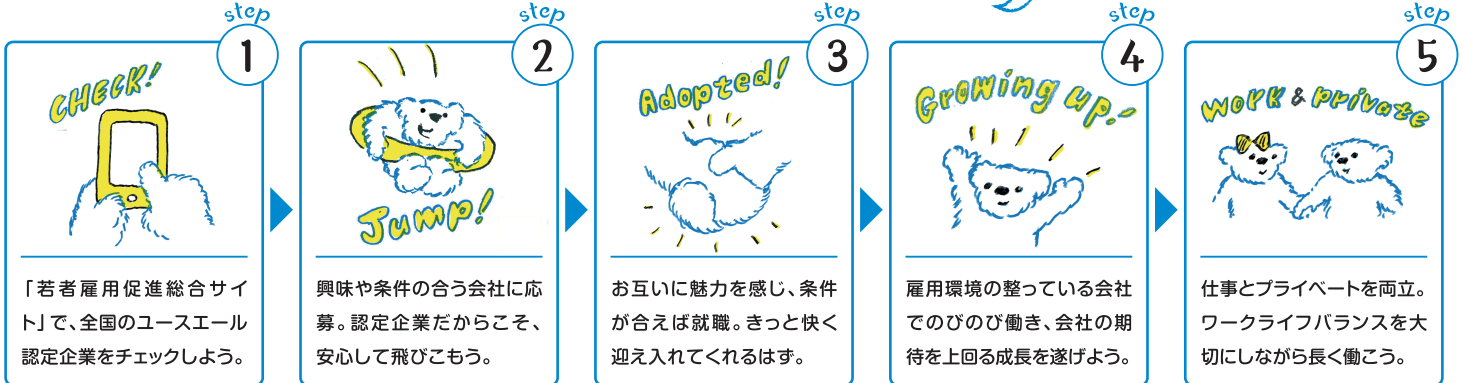 step
1
CHECK!
「若者雇用促進総合サイ
ト」で、全国のユースエール
認定企業をチェックしよう。
step
2
Jump!
興味や条件の合う会社に応
募。認定企業だからこそ、
安心して飛びこもう。
step
3
Adopted!
お互いに魅力を感じ、条件
が合えば就職。きっと快く
迎え入れてくれるはず。
step
4
Growing up!
雇用環境の整っている会社
でのびのび働き、会社の期
待を上回る成長を遂げよう。
step
5
work & private
仕事とプライベートを両立。
ワークライフバランスを大
切にしながら長く働こう。